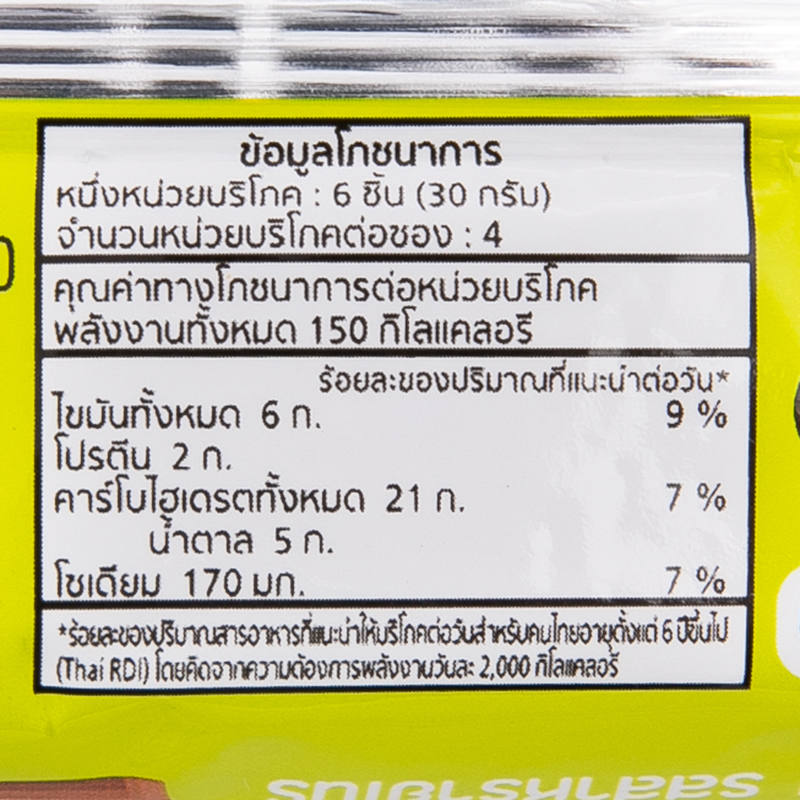 ข้อมูลโภชนาการ
หนึ่งหน่วยบริโภค : 6 ชิ้น (30 กรัม)
จำนวนหน่วยบริโภคต่อซอง : 4
คุณค่าทางโภชนาการต่อหน่วยบริโภค
พลังงานทั้งหมด 150 กิโลแคลอรี
ร้อยละของปริมาณที่แนะนำต่อวัน*
ไขมันทั้งหมด 6 ก. 9 %
โปรตีน 2 ก.
คาร์โบไฮเดรตทั้งหมด 21 ก. 7 %
น้ำตาล 5 ก.
โซเดียม 170 มก. 7 %
*ร้อยละของปริมาณสารอาหารที่แนะนำให้บริโภคต่อวันสำหรับคนไทยอายุตั้งแต่ 6 ปีขึ้นไป
(Thai RDI) โดยคิดจากความต้องการพลังงานวันละ 2,000 กิโลแคลอรี